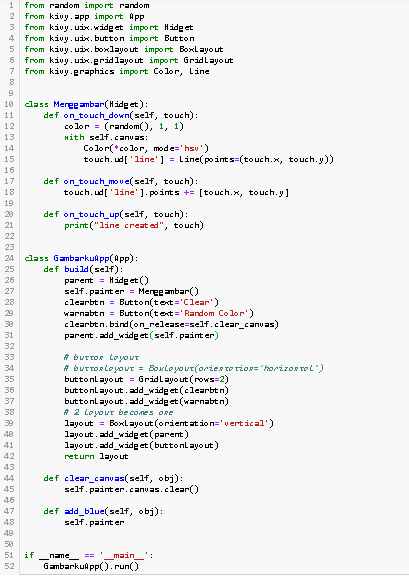 1 from random import random
2 from kivy.app import App
3 from kivy.uix.widget import Widget
4 from kivy.uix.button import Button
5 from kivy.uix.boxlayout import BoxLayout
6 from kivy.uix.gridlayout import GridLayout
7 from kivy.graphics import Color, Line
8
9
10 class Menggambar(Widget):
11     def on_touch_down(self, touch):
12         color = (random(), 1, 1)
13         with self.canvas:
14             Color(*color, mode='hsv')
15             touch.ud['line'] = Line(points=(touch.x, touch.y))
16
17     def on_touch_move(self, touch):
18         touch.ud['line'].points += [touch.x, touch.y]
19
20     def on_touch_up(self, touch):
21         print("line created", touch)
22
23
24 class GambarkuApp(App):
25     def build(self):
26         parent = Widget()
27         self.painter = Menggambar()
28         clearbtn = Button(text='Clear')
29         warnabtn = Button(text='Random Color')
30         clearbtn.bind(on_release=self.clear_canvas)
31         parent.add_widget(self.painter)
32
33         # button layout
34         # buttonLayout = BoxLayout(orientation='horizontal')
35         buttonLayout = GridLayout(rows=2)
36         buttonLayout.add_widget(clearbtn)
37         buttonLayout.add_widget(warnabtn)
38         # 2 layout becomes one
39         layout = BoxLayout(orientation='vertical')
40         layout.add_widget(parent)
41         layout.add_widget(buttonLayout)
42         return layout
43
44     def clear_canvas(self, obj):
45         self.painter.canvas.clear()
46
47     def add_blue(self, obj):
48         self.painter
49
50
51 if __name__ == '__main__':
52     GambarkuApp().run()